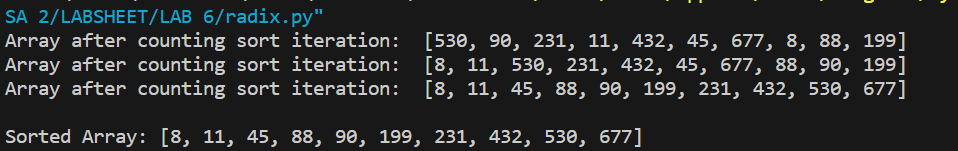 SA 2/LABSHEET/LAB 6/radix.py"
Array after counting sort iteration:  [530, 90, 231, 11, 432, 45, 677, 8, 88, 199]
Array after counting sort iteration:  [8, 11, 530, 231, 432, 45, 677, 88, 90, 199]
Array after counting sort iteration:  [8, 11, 45, 88, 90, 199, 231, 432, 530, 677]
Sorted Array: [8, 11, 45, 88, 90, 199, 231, 432, 530, 677]